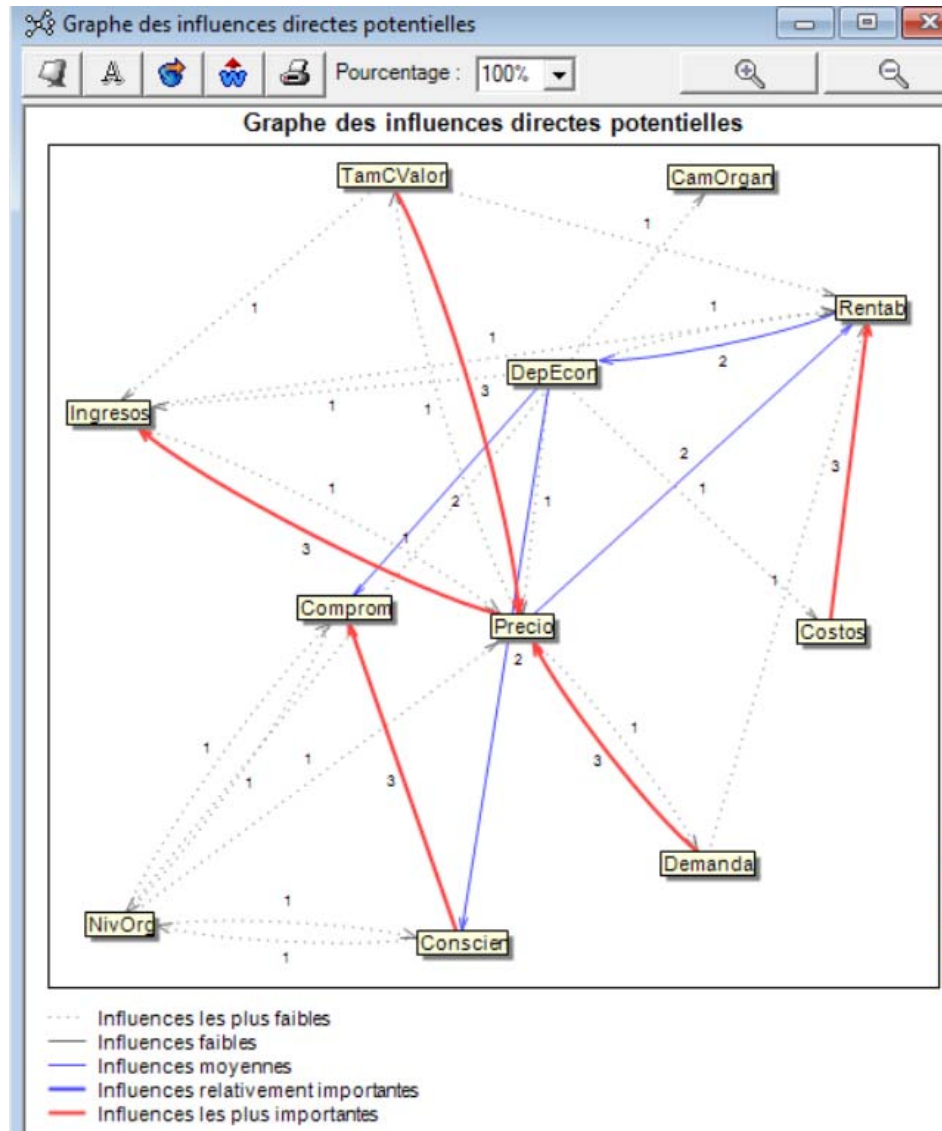 Graphe des influences directes potentielles
Pourcentage : 100%
Graphe des influences directes potentielles
TamCValor
CamOrgan
1
1
1
Rentab
1
2
DepEcon
3
1
1
Ingresos
2
3
1
2
1
1
1
3
1
Comprom
Precio
Costos
2
1
1
1
3
1
3
Demanda
1
NivOrg
Conscien
1
Influences les plus faibles
Influences faibles
Influences moyennes
Influences relativement importantes
Influences les plus importantes